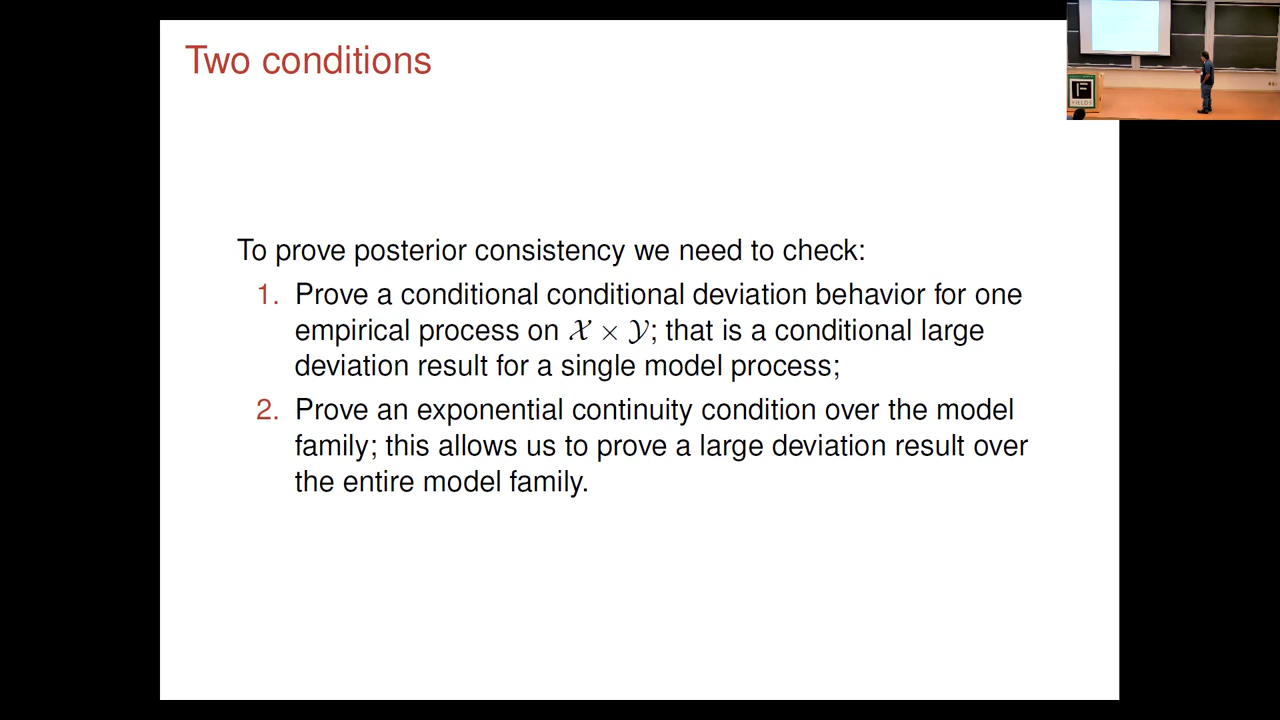 Two conditions
To prove posterior consistency we need to check:
1. Prove a conditional conditional deviation behavior for one
empirical process on 𝒳 × 𝒴; that is a conditional large
deviation result for a single model process;
2. Prove an exponential continuity condition over the model
family; this allows us to prove a large deviation result over
the entire model family.
F
FIELDS